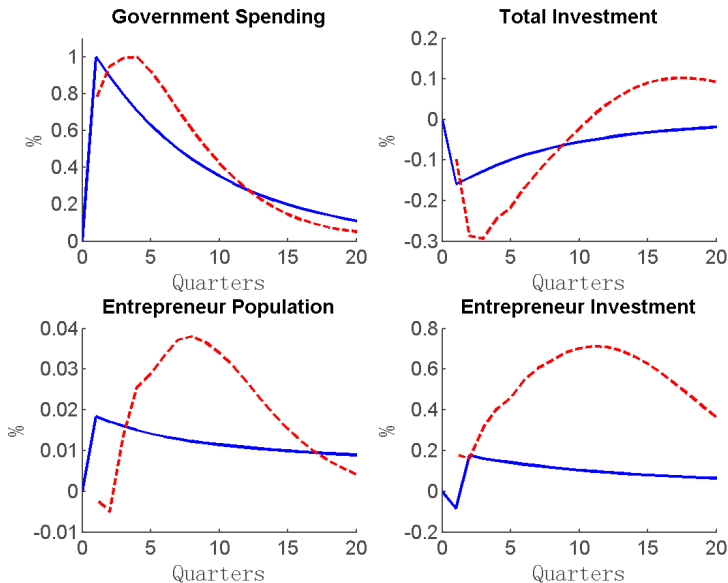 Government Spending
1
0.8
0.6
0.4
0.2
0
%
0 5 10 15 20
Quarters
Total Investment
0.2
0.1
0
-0.1
-0.2
-0.3
%
0 5 10 15 20
Quarters
Entrepreneur Population
0.04
0.03
0.02
0.01
0
-0.01
%
0 5 10 15 20
Quarters
Entrepreneur Investment
0.8
0.6
0.4
0.2
0
-0.2
%
0 5 10 15 20
Quarters